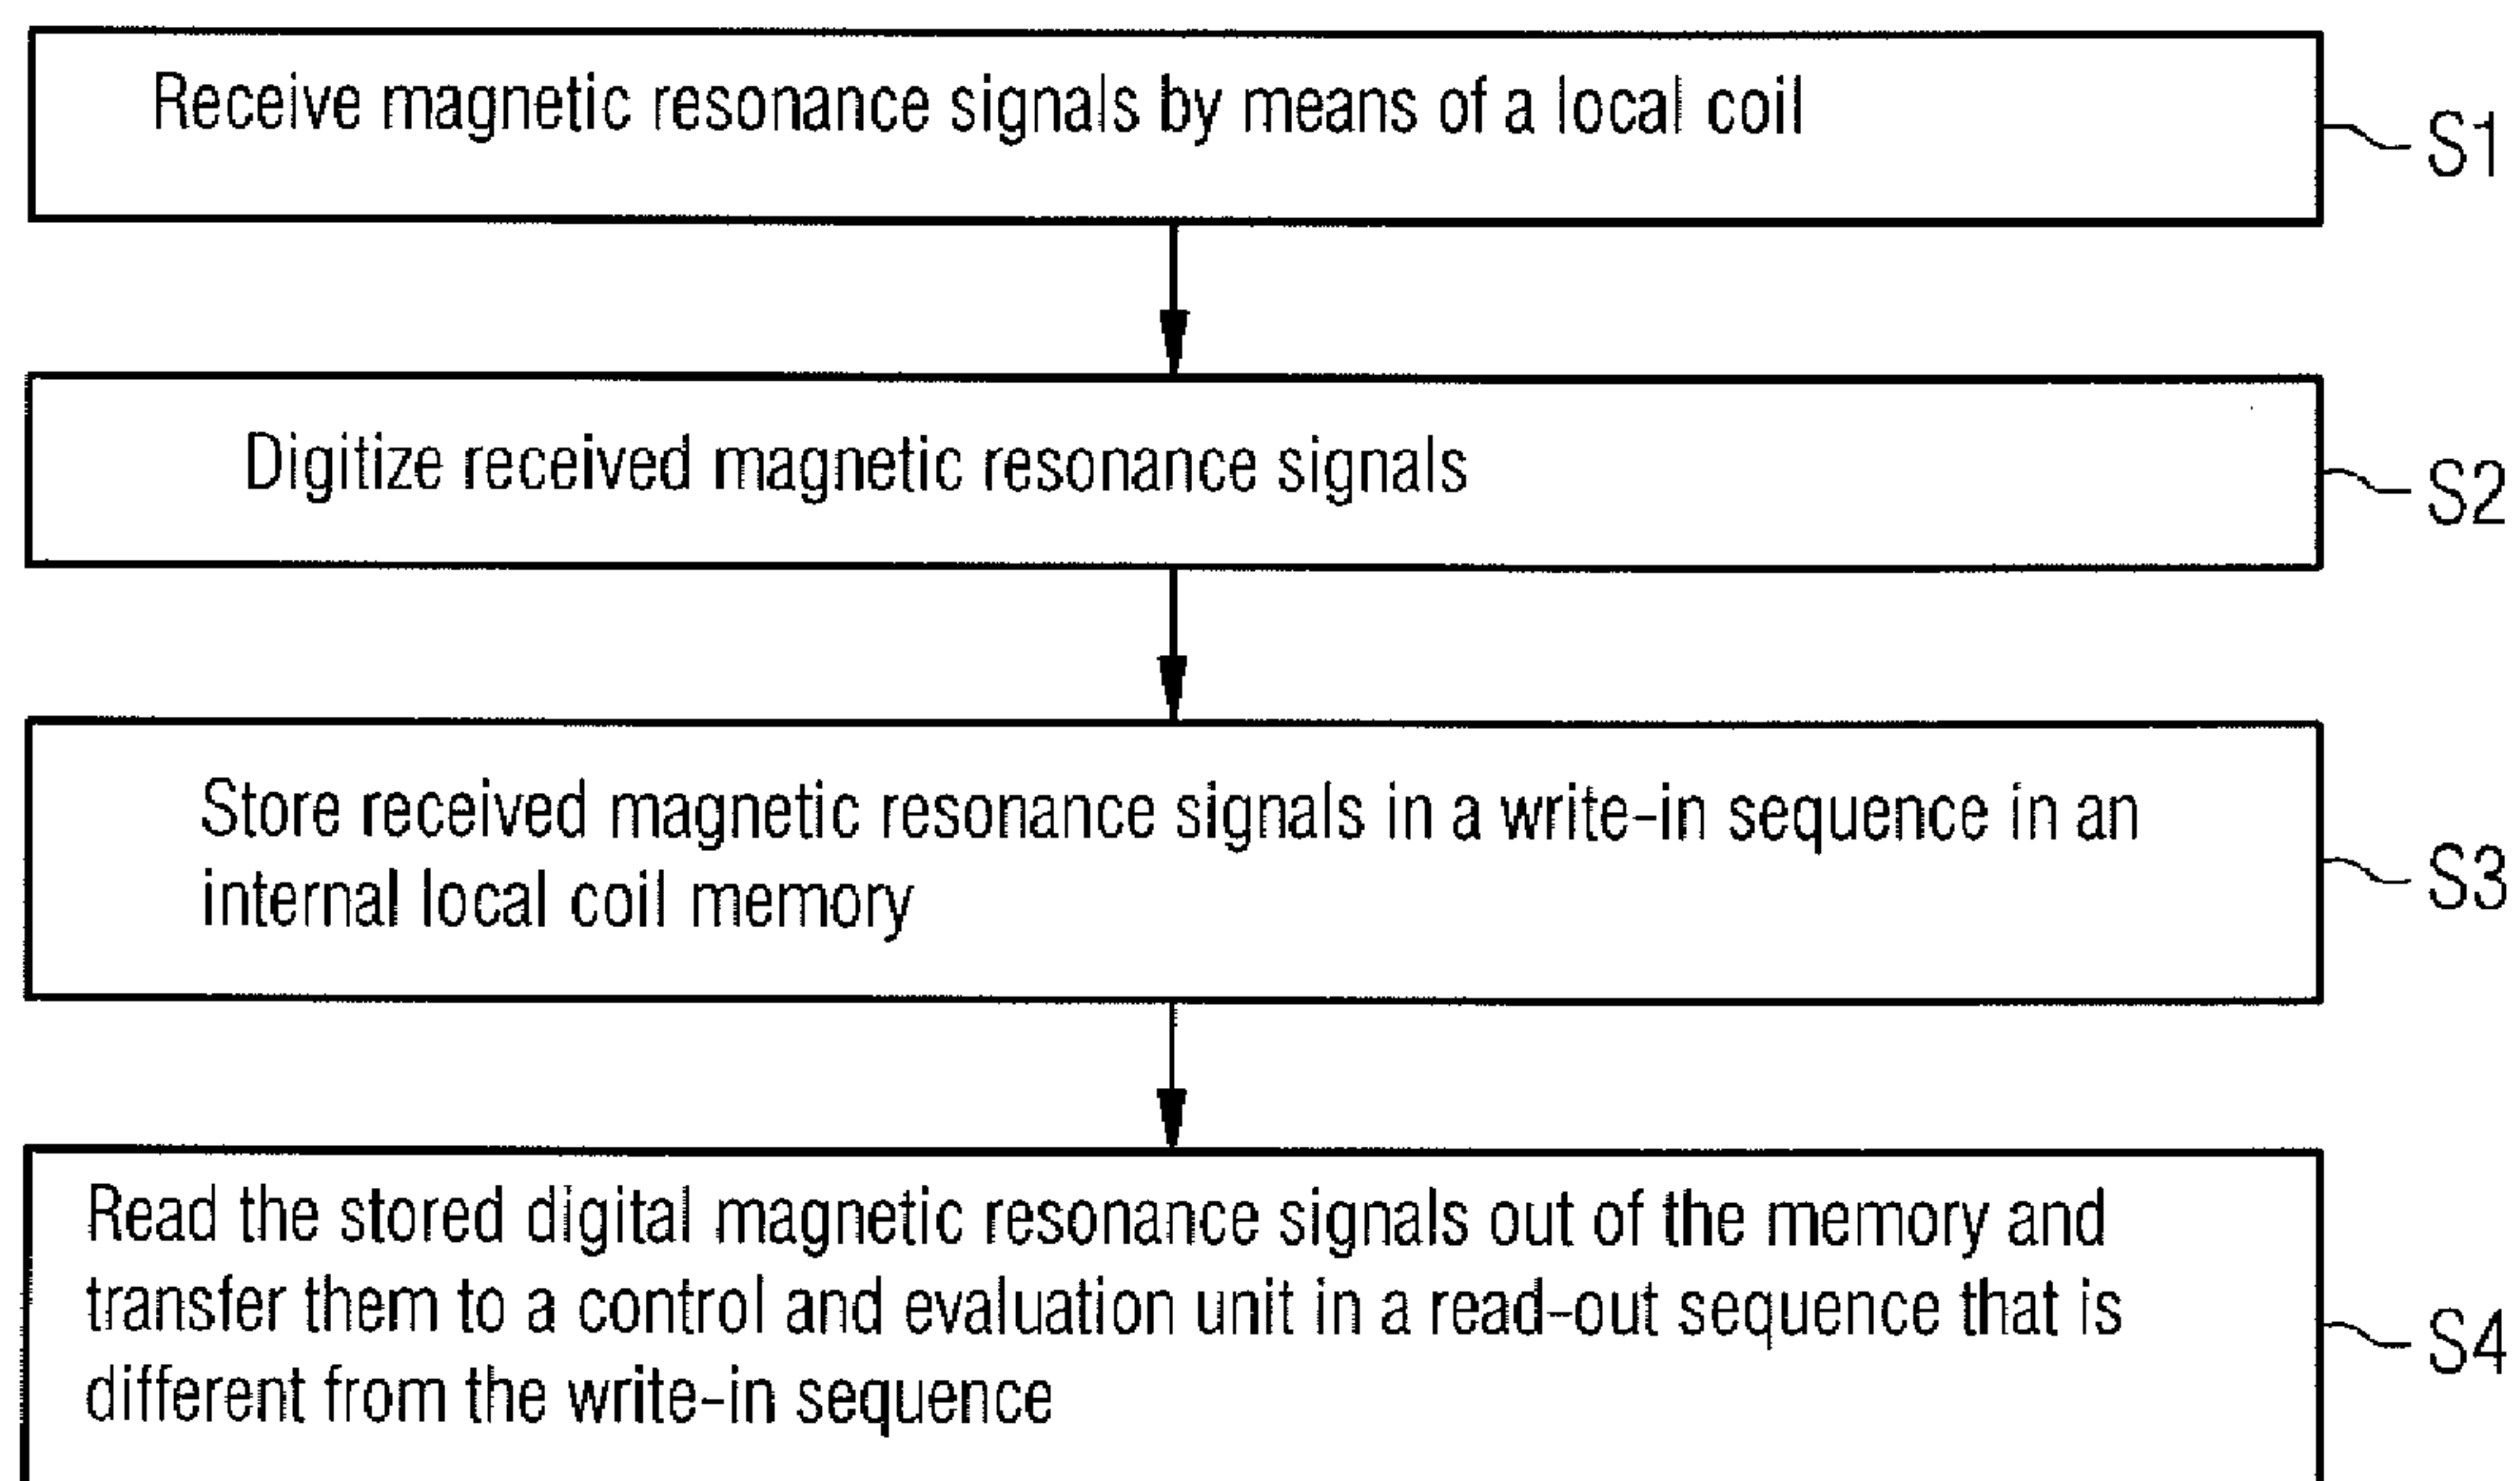 Receive magnetic resonance signals by means of a local coil
S1
Digitize received magnetic resonance signals
S2
Store received magnetic resonance signals in a write-in sequence in an
internal local coil memory
S3
Read the stored digital magnetic resonance signals out of the memory and
transfer them to a control and evaluation unit in a read-out sequence that is
different from the write-in sequence
S4